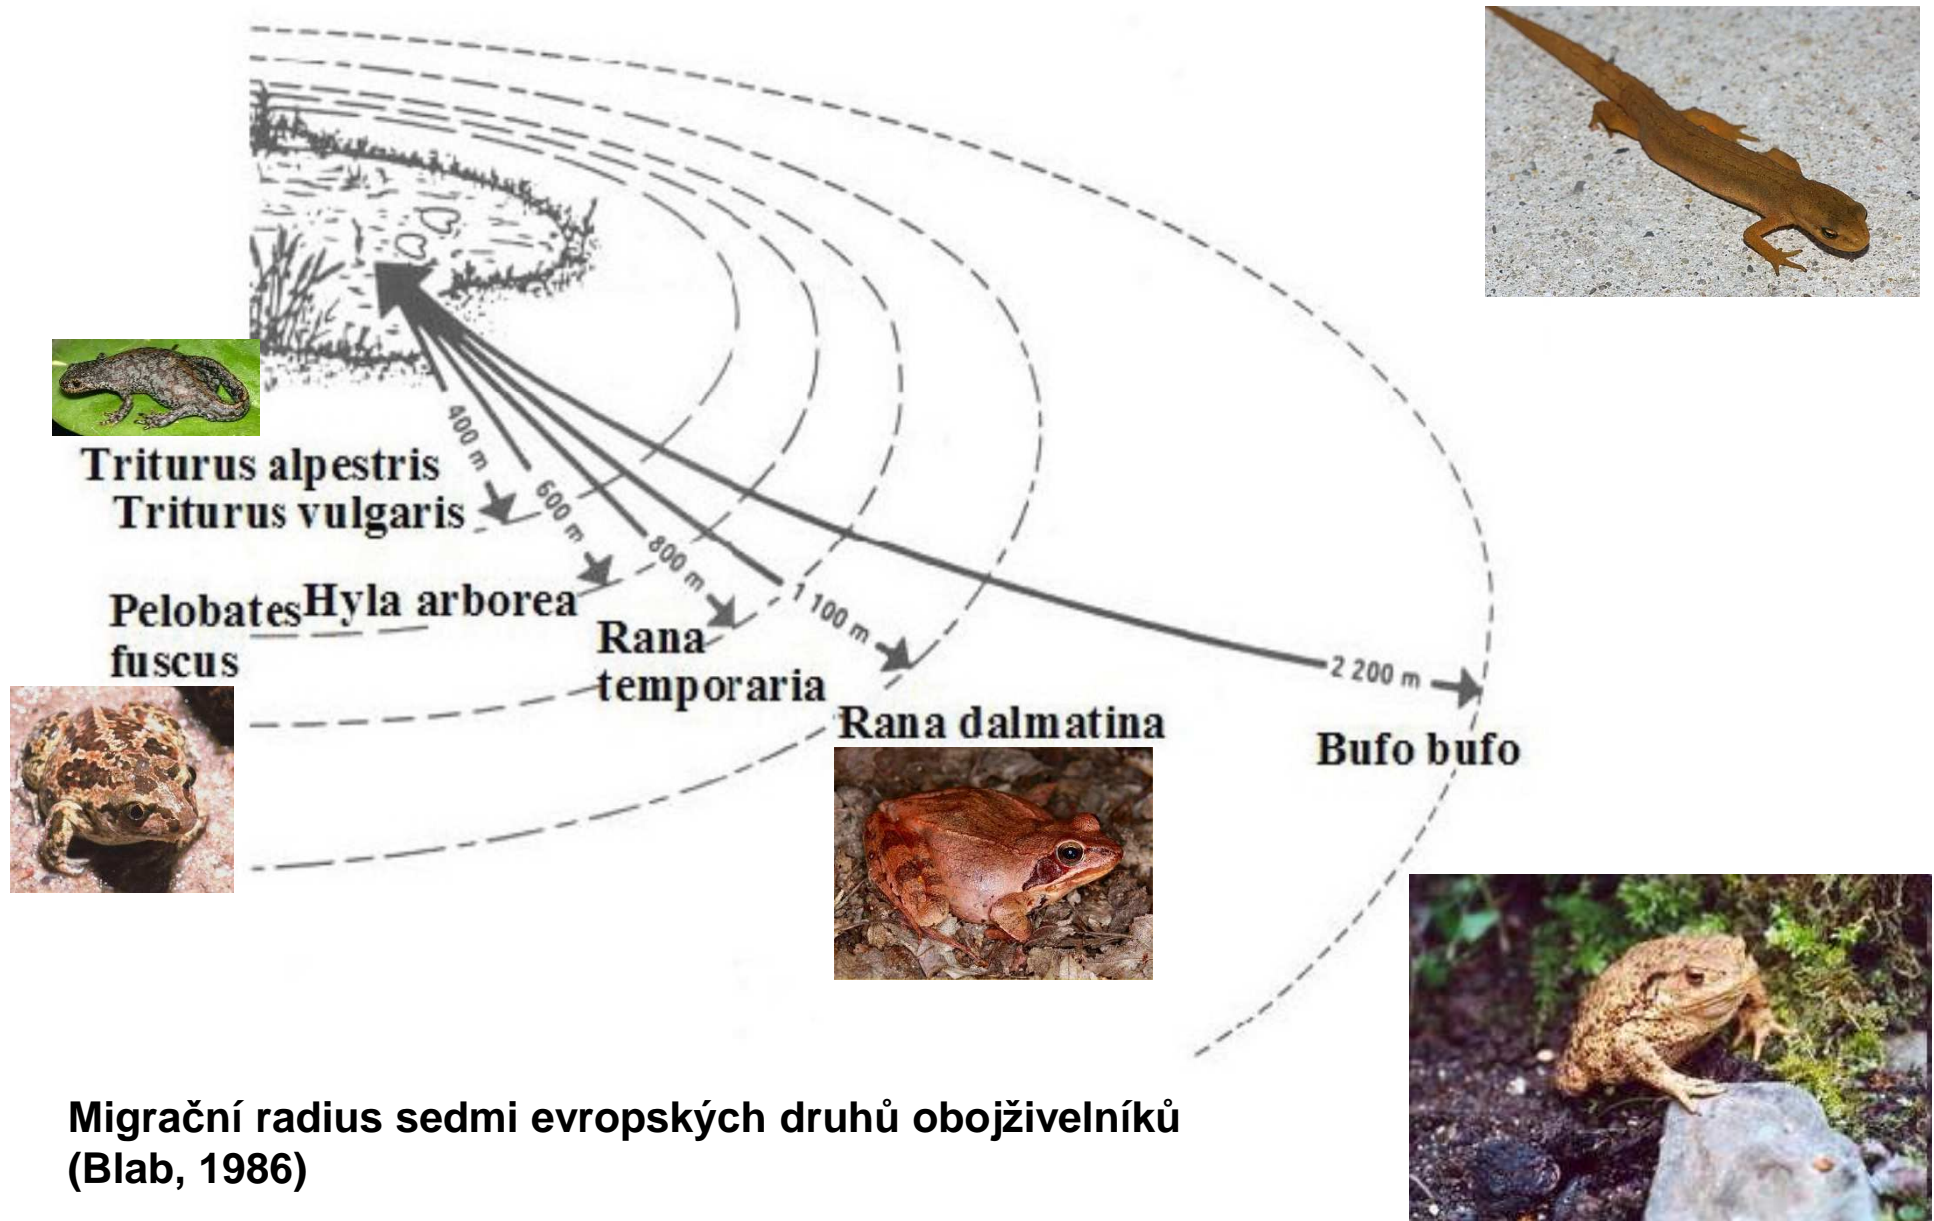 400 m
Triturus alpestris
Triturus vulgaris
600 m
Pelobates
fuscus
Hyla arborea
800 m
Rana
temporaria
1 100 m
Rana dalmatina
2 200 m
Bufo bufo
Migrační radius sedmi evropských druhů obojživelníků
(Blab, 1986)